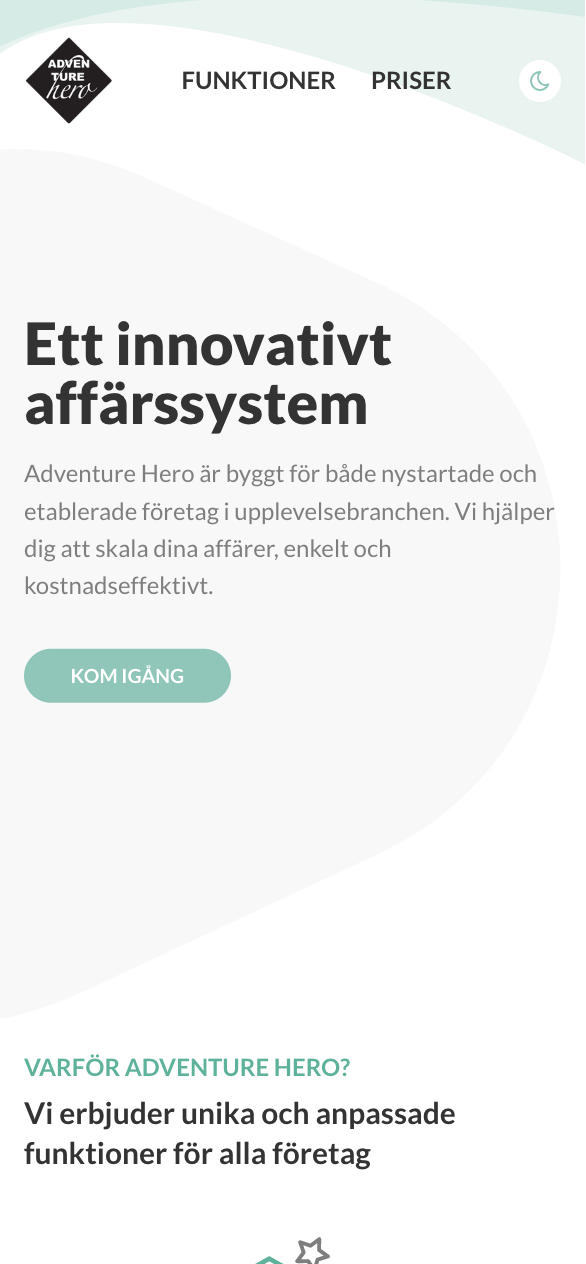 ADVEN
TURE
hero
FUNKTIONER PRISER
Ett innovativt
affärssystem
Adventure Hero är byggt för både nystartade och
etablerade företag i upplevelsebranchen. Vi hjälper
dig att skala dina affärer, enkelt och
kostnadseffektivt.
KOM IGÅNG
VARFÖR ADVENTURE HERO?
Vi erbjuder unika och anpassade
funktioner för alla företag